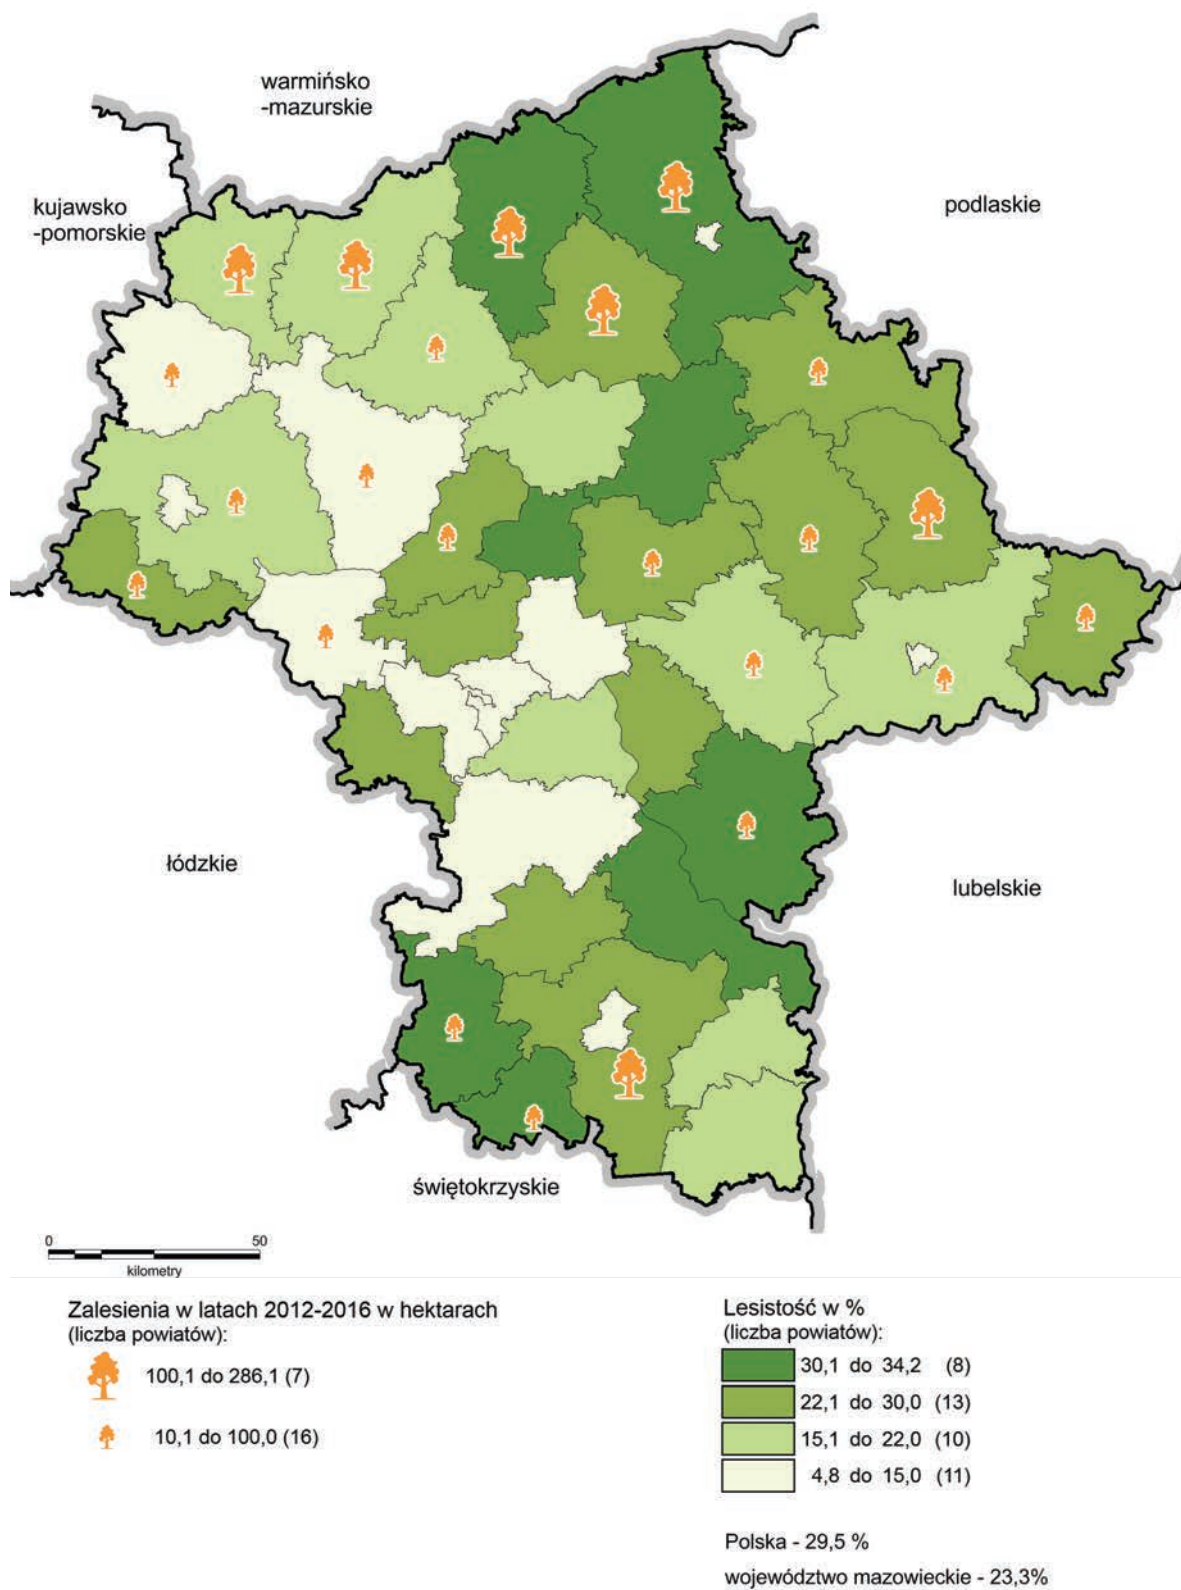 warmińsko
-mazurskie
kujawsko
-pomorskie
podlaskie
łódzkie
lubelskie
świętokrzyskie
0 50
kilometry
Zalesienia w latach 2012-2016 w hektarach
(liczba powiatów):
100,1 do 286,1 (7)
10,1 do 100,0 (16)
Lesistość w %
(liczba powiatów):
30,1 do 34,2 (8)
22,1 do 30,0 (13)
15,1 do 22,0 (10)
4,8 do 15,0 (11)
Polska - 29,5 %
województwo mazowieckie - 23,3%